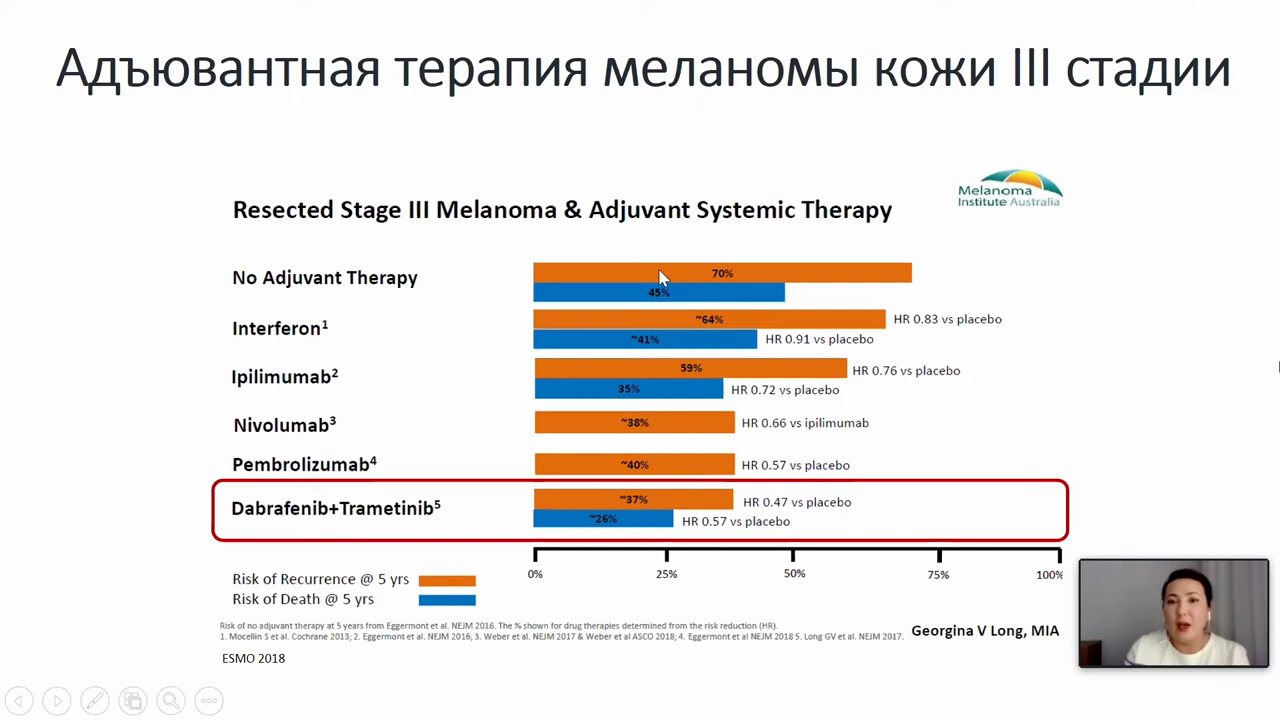 Адъювантная терапия меланомы кожи III стадии
Melanoma
Institute Australia
Resected Stage III Melanoma & Adjuvant Systemic Therapy
No Adjuvant Therapy
70%
45%
Interferon¹
~64%
HR 0.83 vs placebo
~41%
HR 0.91 vs placebo
Ipilimumab²
59%
HR 0.76 vs placebo
35%
HR 0.72 vs placebo
Nivolumab³
~38%
HR 0.66 vs ipilimumab
Pembrolizumab⁴
~40%
HR 0.57 vs placebo
Dabrafenib+Trametinib⁵
~37%
HR 0.47 vs placebo
~26%
HR 0.57 vs placebo
0% 25% 50% 75% 100%
Risk of Recurrence @ 5 yrs
Risk of Death @ 5 yrs
Risk of no adjuvant therapy at 5 years from Eggermont et al. NEJM 2016. The % shown for drug therapies determined from the risk reduction (HR).
1. Mocellin S et al. Cochrane 2013; 2. Eggermont et al. NEJM 2016; 3. Weber et al. NEJM 2017 & Weber et al ASCO 2018; 4. Eggermont et al NEJM 2018 5. Long GV et al. NEJM 2017.
Georgina V Long, MIA
ESMO 2018